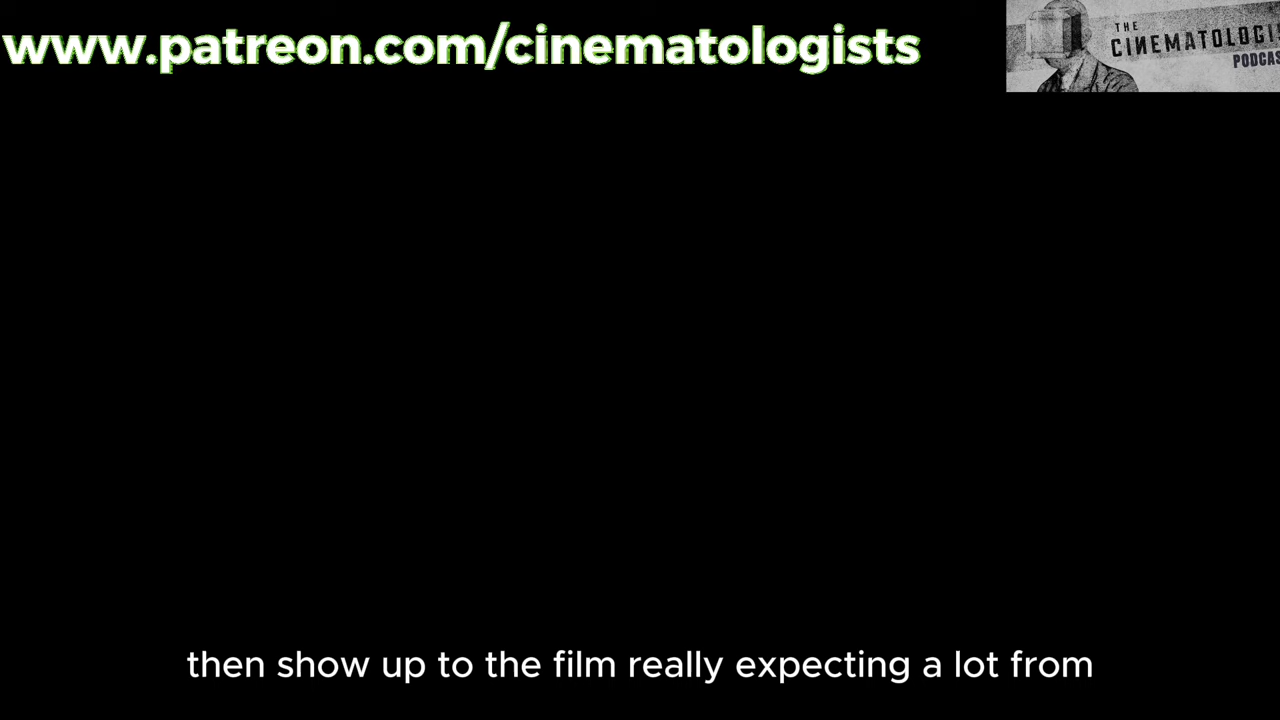 www.patreon.com/cinematologists
THE
CINEMATOLOGIS
PODCAS
then show up to the film really expecting a lot from